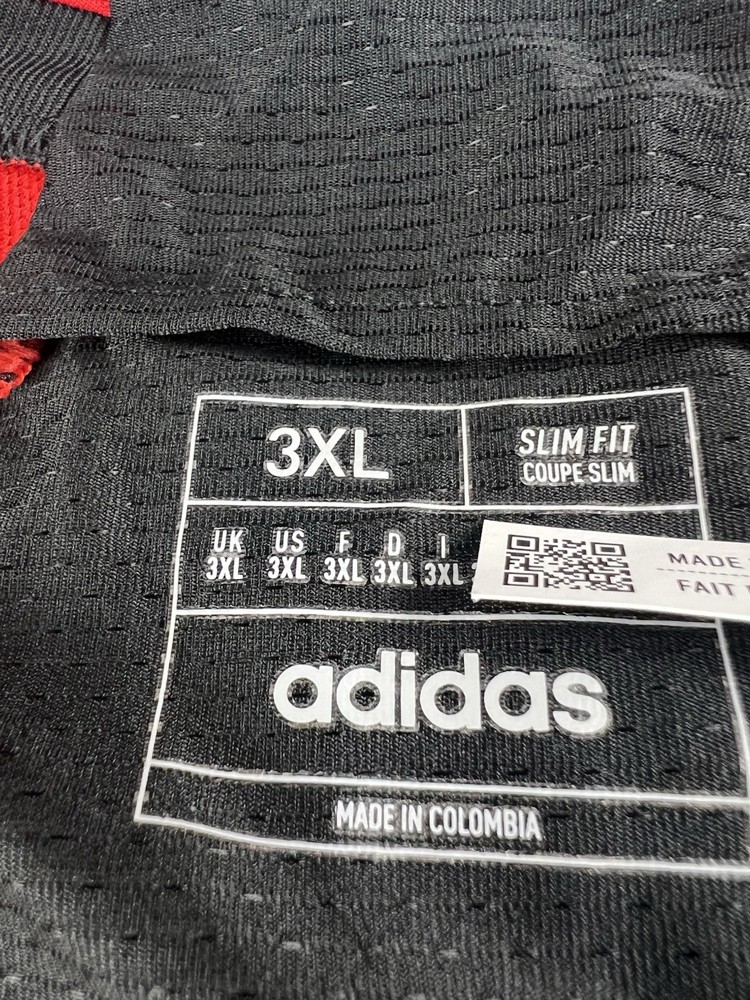 3XL
SLIM FIT
COUPE SLIM
UK US F D I
3XL 3XL 3XL 3XL 3XL
MADE
FAIT
adidas
MADE IN COLOMBIA